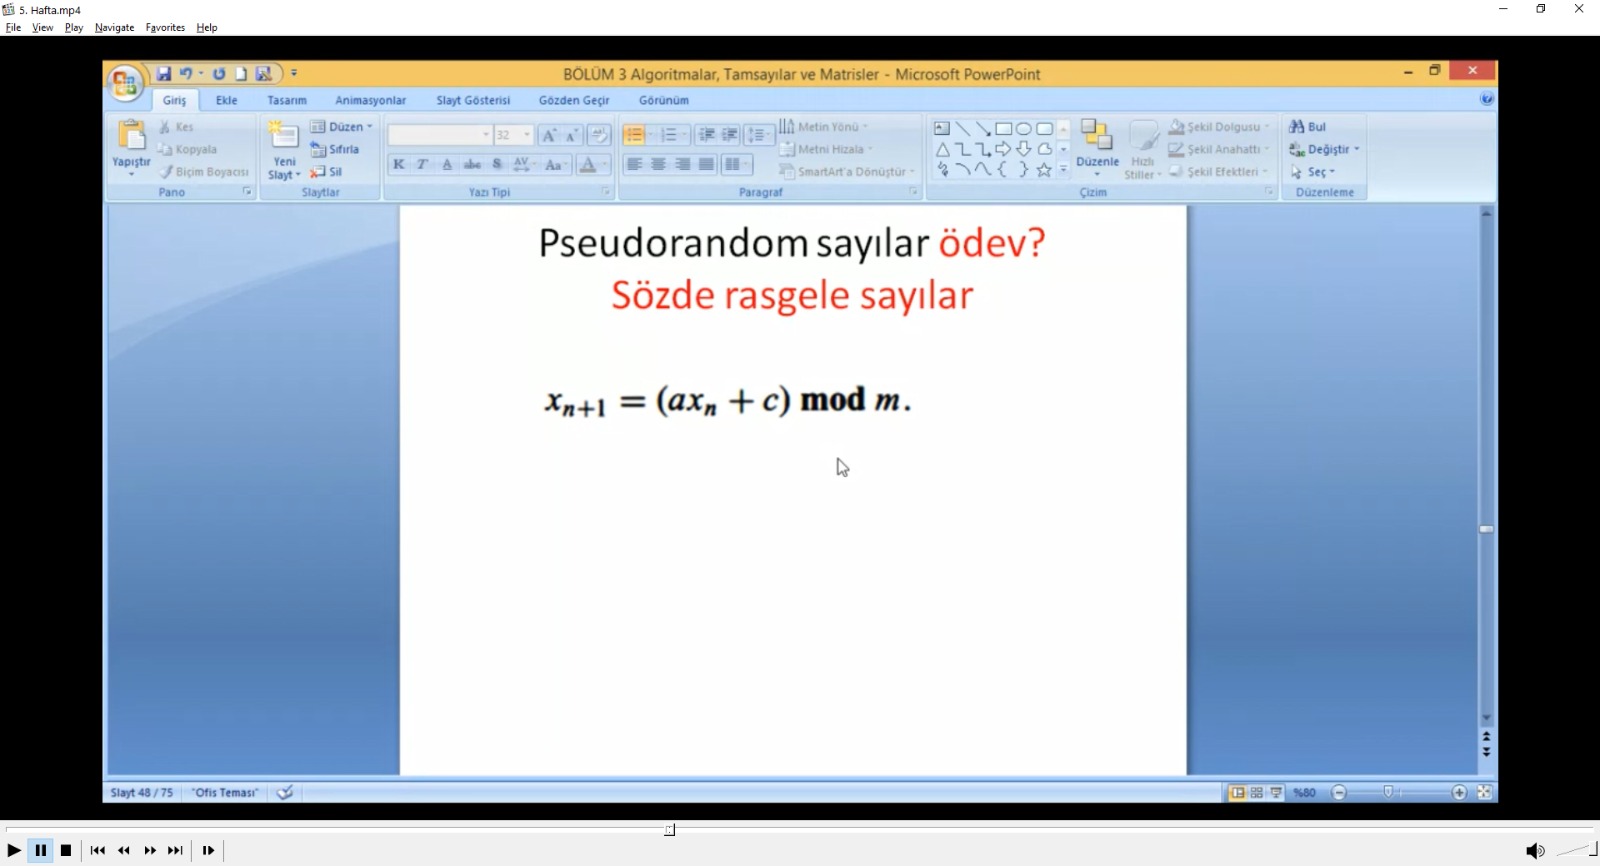 5. Hafta.mp4
File View Play Navigate Favorites Help
BÖLÜM 3 Algoritmalar, Tamsayılar ve Matrisler - Microsoft PowerPoint
Giriş Ekle Tasarım Animasyonlar Slayt Gösterisi Gözden Geçir Görünüm
Yapıştır
Kes
Kopyala
Biçim Boyacısı
Pano
Yeni
Slayt
Düzen
Sıfırla
Sil
Slaytlar
32
K T A abc S AV Aa A
Yazı Tipi
Metin Yönü
Metni Hizala
SmartArt'a Dönüştür
Paragraf
Düzenle
Hızlı
Stiller
Şekil Dolgusu
Şekil Anahattı
Şekil Efektleri
Çizim
Bul
Değiştir
Seç
Düzenleme
Pseudorandom sayılar ödev?
Sözde rasgele sayılar
xₙ₊₁ = (axₙ + c) mod m.
Slayt 48 / 75 "Ofis Teması" %80